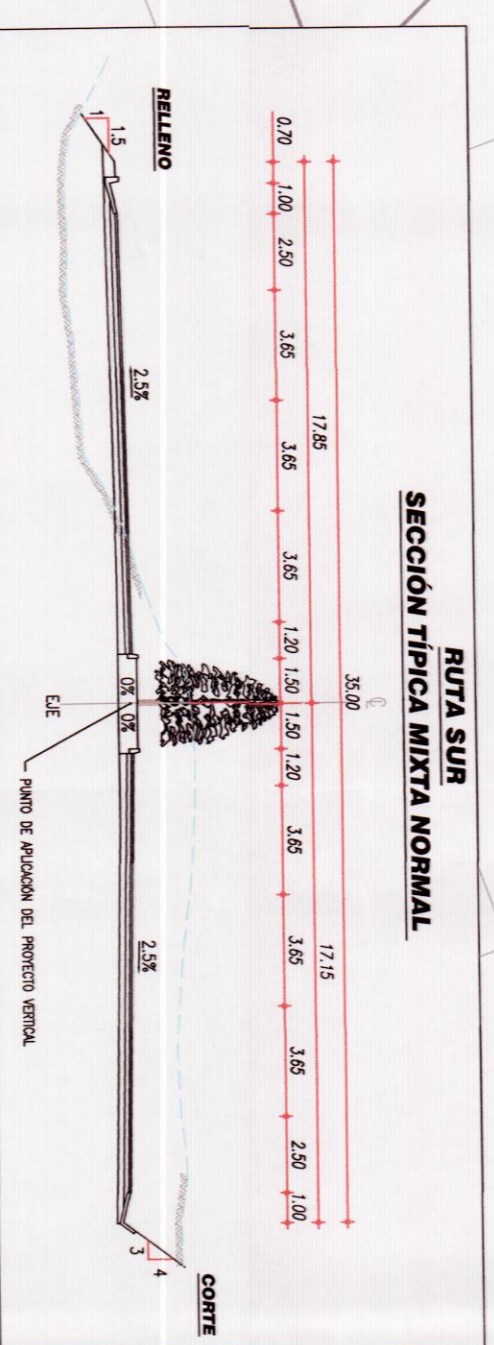 RUTA SUR
SECCIÓN TÍPICA MIXTA NORMAL
35.00
17.85 17.15
0.70 1.00 2.50 3.65 3.65 3.65 1.20 1.50 1.50 1.20 3.65 3.65 3.65 2.50 1.00
RELLENO
CORTE
1.5
1
2.5%
0% 0%
2.5%
3
4
EJE
PUNTO DE APLICACIÓN DEL PROYECTO VERTICAL